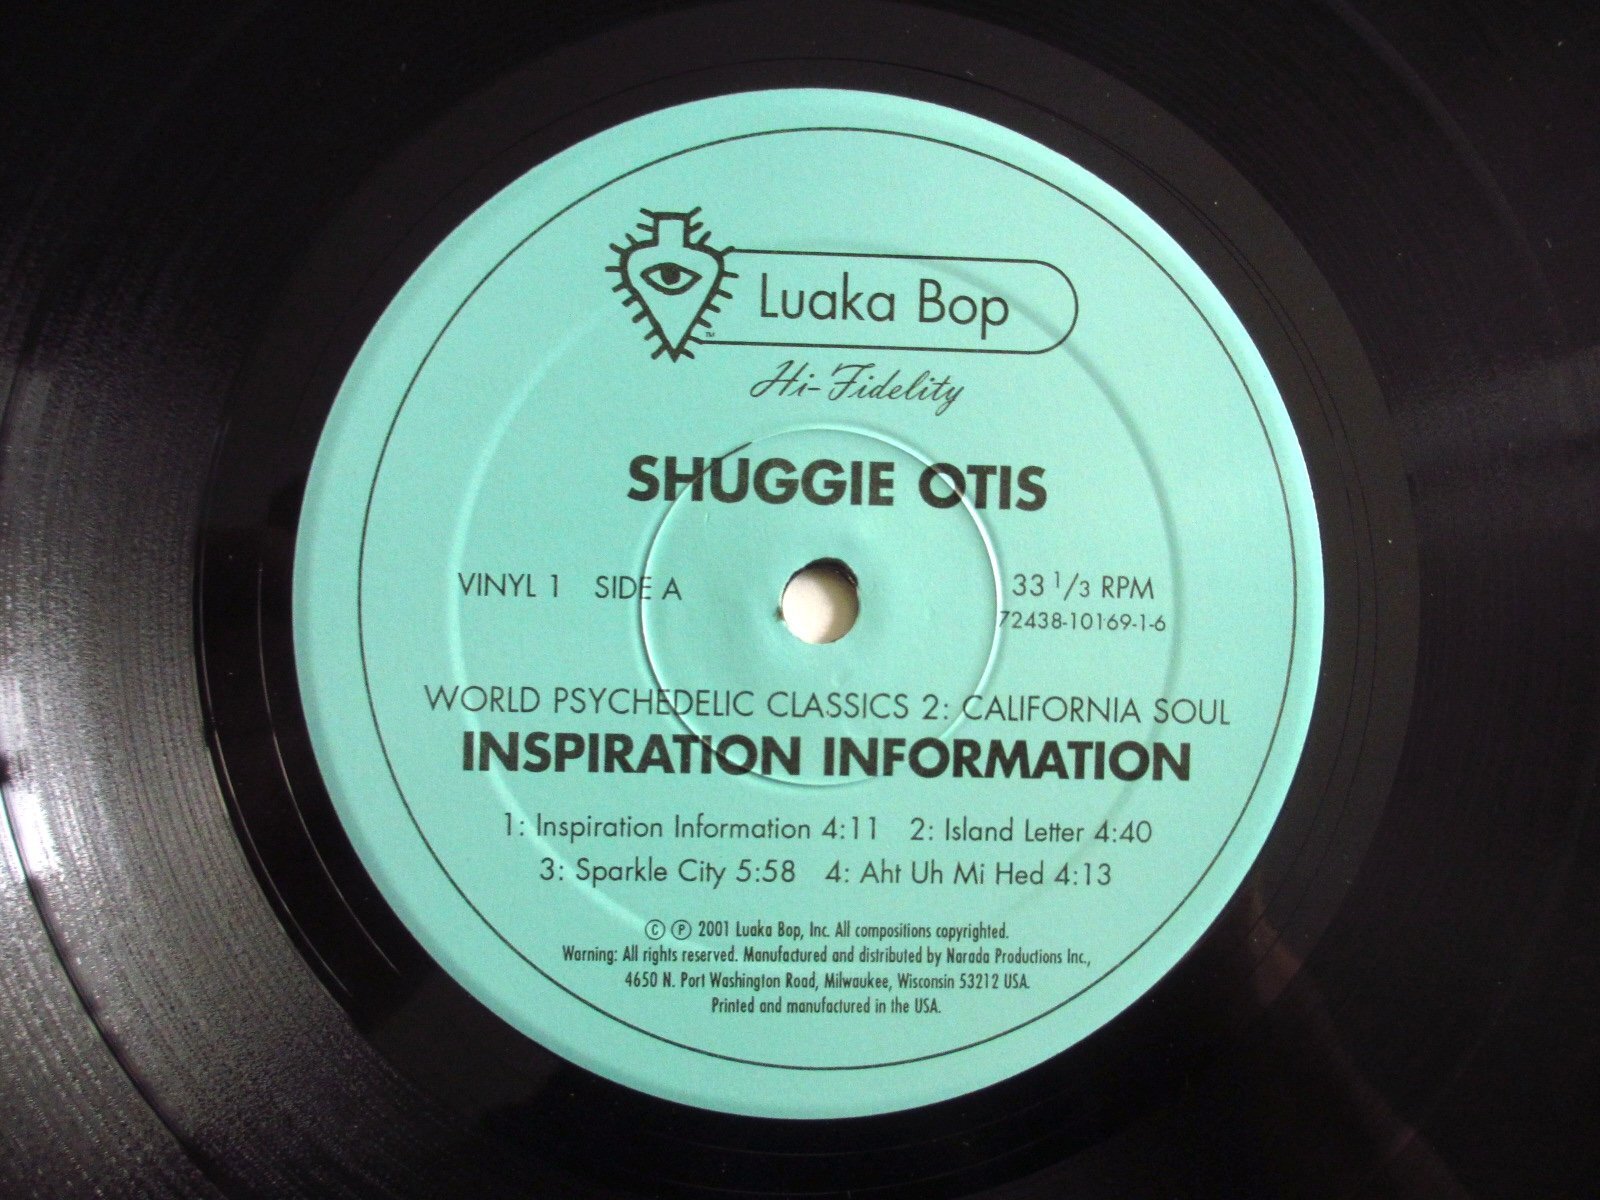 Luaka Bop
TM
Hi-Fidelity
SHUGGIE OTIS
VINYL 1 SIDE A
33 1/3 RPM
72438-10169-1-6
WORLD PSYCHEDELIC CLASSICS 2: CALIFORNIA SOUL
INSPIRATION INFORMATION
1: Inspiration Information 4:11 2: Island Letter 4:40
3: Sparkle City 5:58 4: Aht Uh Mi Hed 4:13
© ℗ 2001 Luaka Bop, Inc. All compositions copyrighted.
Warning: All rights reserved. Manufactured and distributed by Narada Productions Inc.,
4650 N. Port Washington Road, Milwaukee, Wisconsin 53212 USA.
Printed and manufactured in the USA.